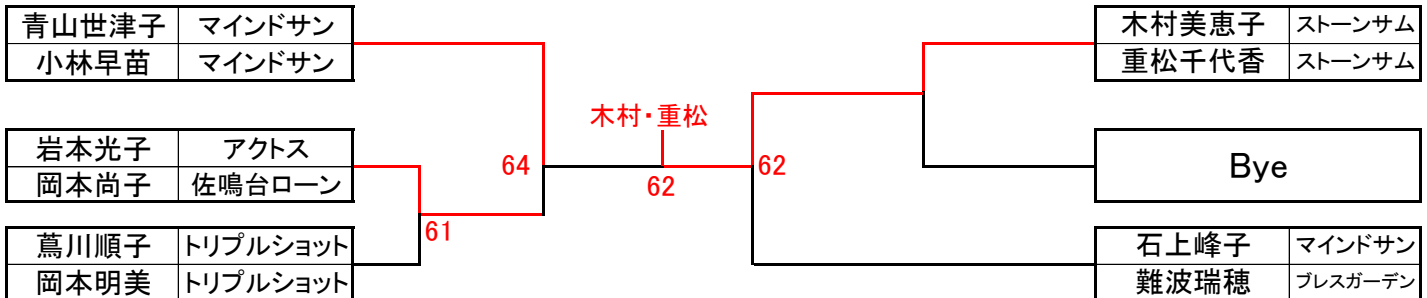 青山世津子 マインドサン
小林早苗 マインドサン
岩本光子 アクトス
岡本尚子 佐鳴台ローン
蔦川順子 トリプルショット
岡本明美 トリプルショット
64
61
木村・重松
62
62
木村美恵子 ストーンサム
重松千代香 ストーンサム
Bye
石上峰子 マインドサン
難波瑞穂 ブレスガーデン